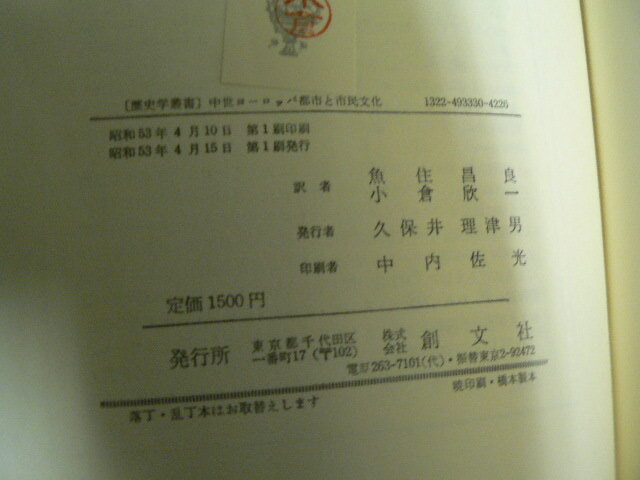 〔歴史学叢書〕中世ヨーロッパ都市と市民文化 1322-493330-4226
昭和53年4月10日 第1刷印刷
昭和53年4月15日 第1刷発行
訳者 魚住昌良
小倉欣一
発行者 久保井理津男
印刷者 中内佐光
定価1500円
発行所 東京都千代田区一番町17(〒102) 株式会社 創文社
電話263-7101(代)・振替東京2-92472
落丁・乱丁本はお取替えします 暁印刷・橋本製本